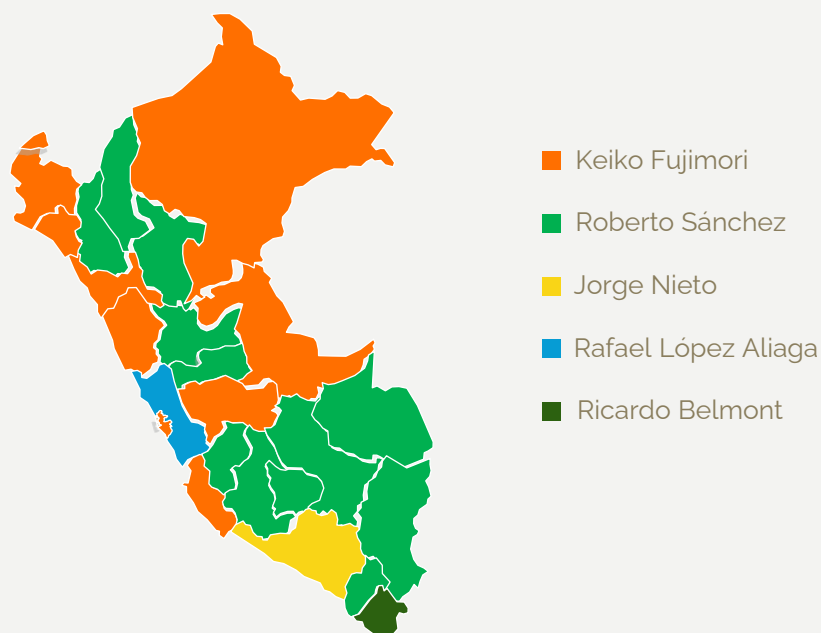 Keiko Fujimori
Roberto Sánchez
Jorge Nieto
Rafael López Aliaga
Ricardo Belmont